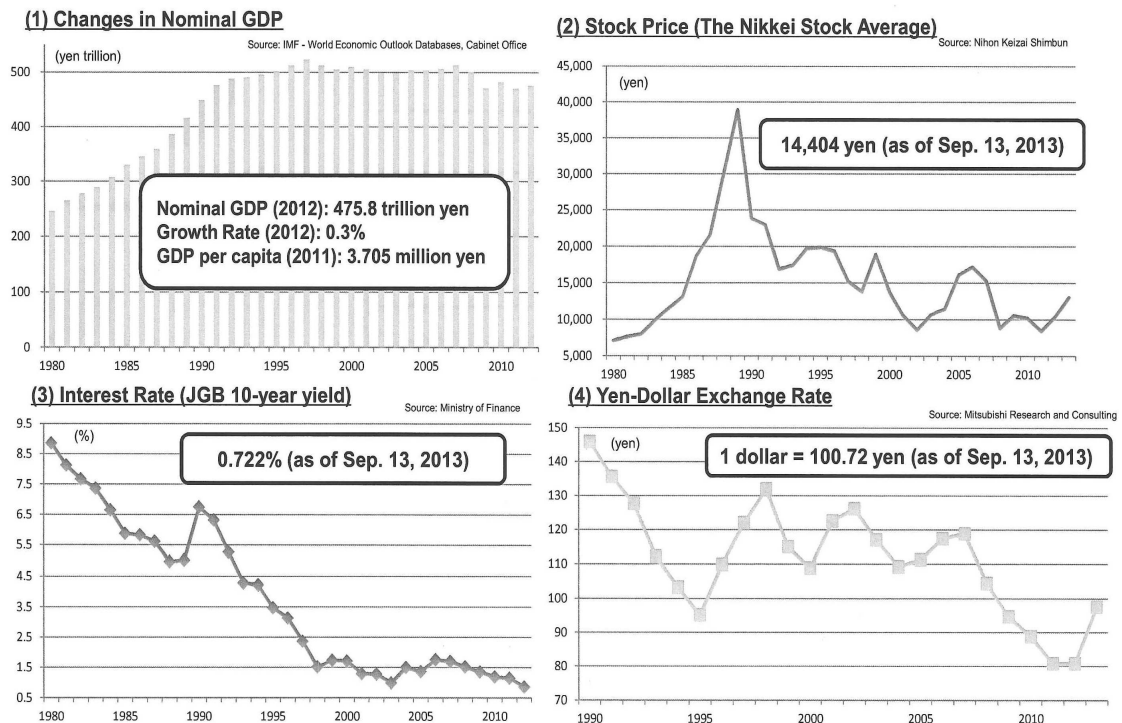 (1) Changes in Nominal GDP
Source: IMF - World Economic Outlook Databases, Cabinet Office
(yen trillion)
500
400
300
200
100
0
Nominal GDP (2012): 475.8 trillion yen
Growth Rate (2012): 0.3%
GDP per capita (2011): 3.705 million yen
1980 1985 1990 1995 2000 2005 2010
(2) Stock Price (The Nikkei Stock Average)
Source: Nihon Keizai Shimbun
(yen)
45,000
40,000
35,000
30,000
25,000
20,000
15,000
10,000
5,000
14,404 yen (as of Sep. 13, 2013)
1980 1985 1990 1995 2000 2005 2010
(3) Interest Rate (JGB 10-year yield)
Source: Ministry of Finance
(%)
9.5
8.5
7.5
6.5
5.5
4.5
3.5
2.5
1.5
0.5
0.722% (as of Sep. 13, 2013)
1980 1985 1990 1995 2000 2005 2010
(4) Yen-Dollar Exchange Rate
Source: Mitsubishi Research and Consulting
(yen)
150
140
130
120
110
100
90
80
70
1 dollar = 100.72 yen (as of Sep. 13, 2013)
1990 1995 2000 2005 2010